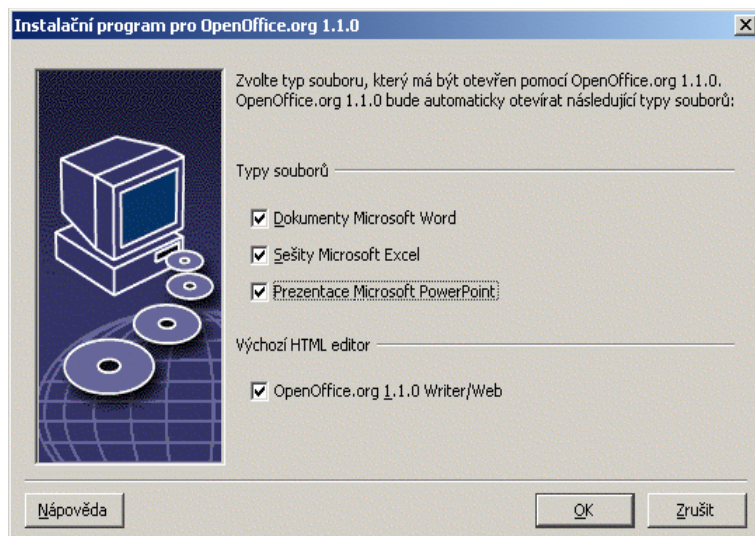 Instalační program pro OpenOffice.org 1.1.0
Zvolte typ souboru, který má být otevřen pomocí OpenOffice.org 1.1.0.
OpenOffice.org 1.1.0 bude automaticky otevírat následující typy souborů:
Typy souborů
Dokumenty Microsoft Word
Sešity Microsoft Excel
Prezentace Microsoft PowerPoint
Výchozí HTML editor
OpenOffice.org 1.1.0 Writer/Web
Nápověda
OK
Zrušit